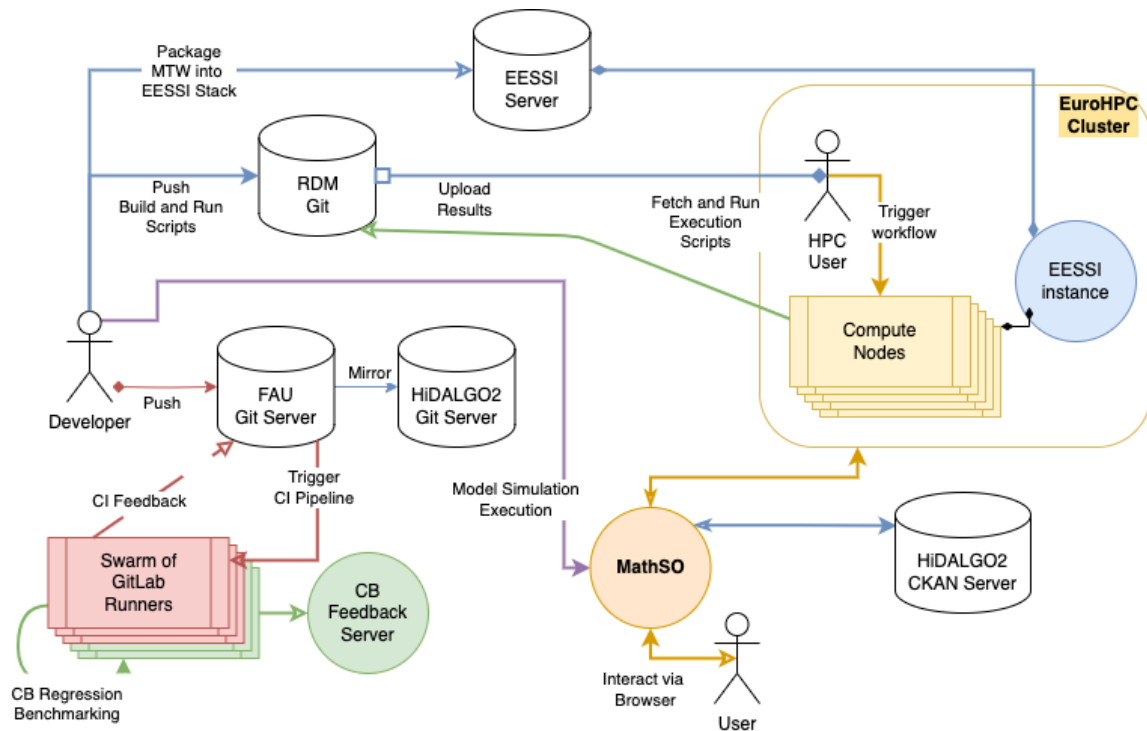 Package
MTW into
EESSI Stack
EESSI
Server
EuroHPC
Cluster
Push
Build and Run
Scripts
RDM
Git
Upload
Results
Fetch and Run
Execution
Scripts
HPC
User
Trigger
workflow
EESSI
instance
Compute
Nodes
Developer
Push
FAU
Git Server
Mirror
HiDALGO2
Git Server
CI Feedback
Trigger
CI Pipeline
Model Simulation
Execution
Swarm of
GitLab
Runners
CB
Feedback
Server
MathSO
HiDALGO2
CKAN Server
CB Regression
Benchmarking
Interact via
Browser
User